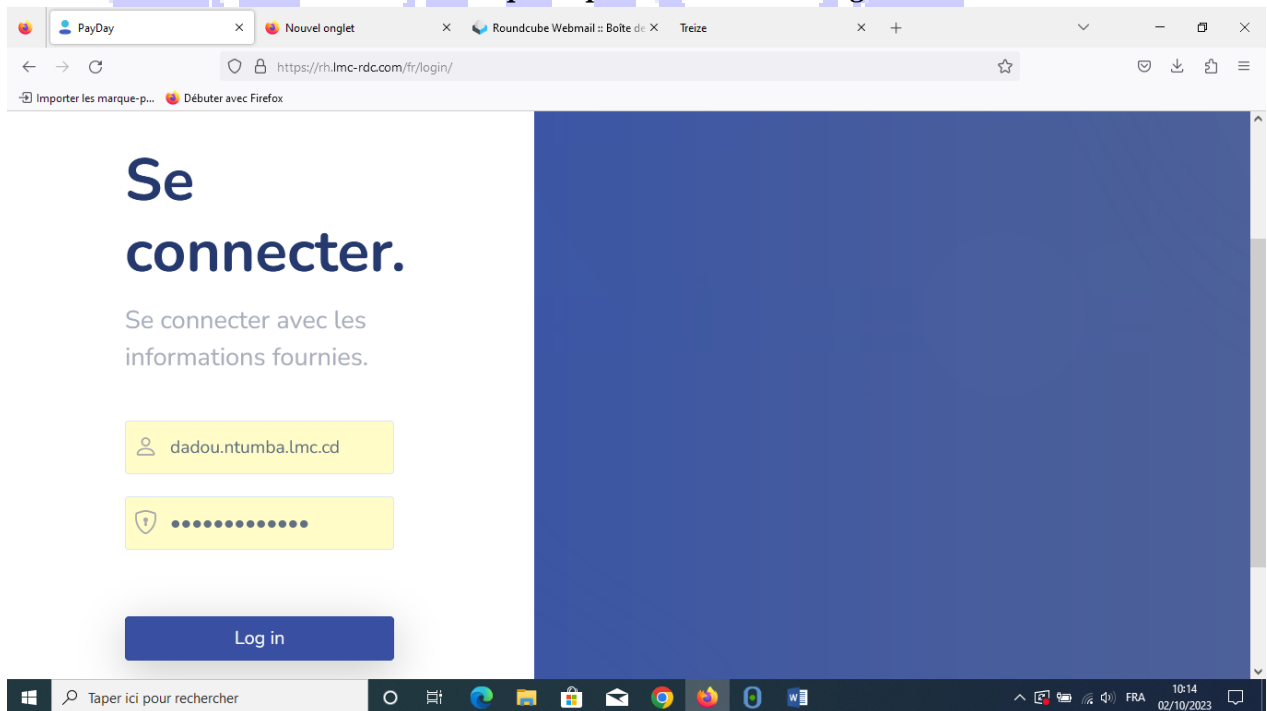 PayDay
Nouvel onglet
Roundcube Webmail :: Boîte de
Treize
https://rh.lmc-rdc.com/fr/login/
Importer les marque-p...
Débuter avec Firefox
Se
connecter.
Se connecter avec les
informations fournies.
dadou.ntumba.lmc.cd
•••••••••••••
Log in
Taper ici pour rechercher
FRA
10:14
02/10/2023